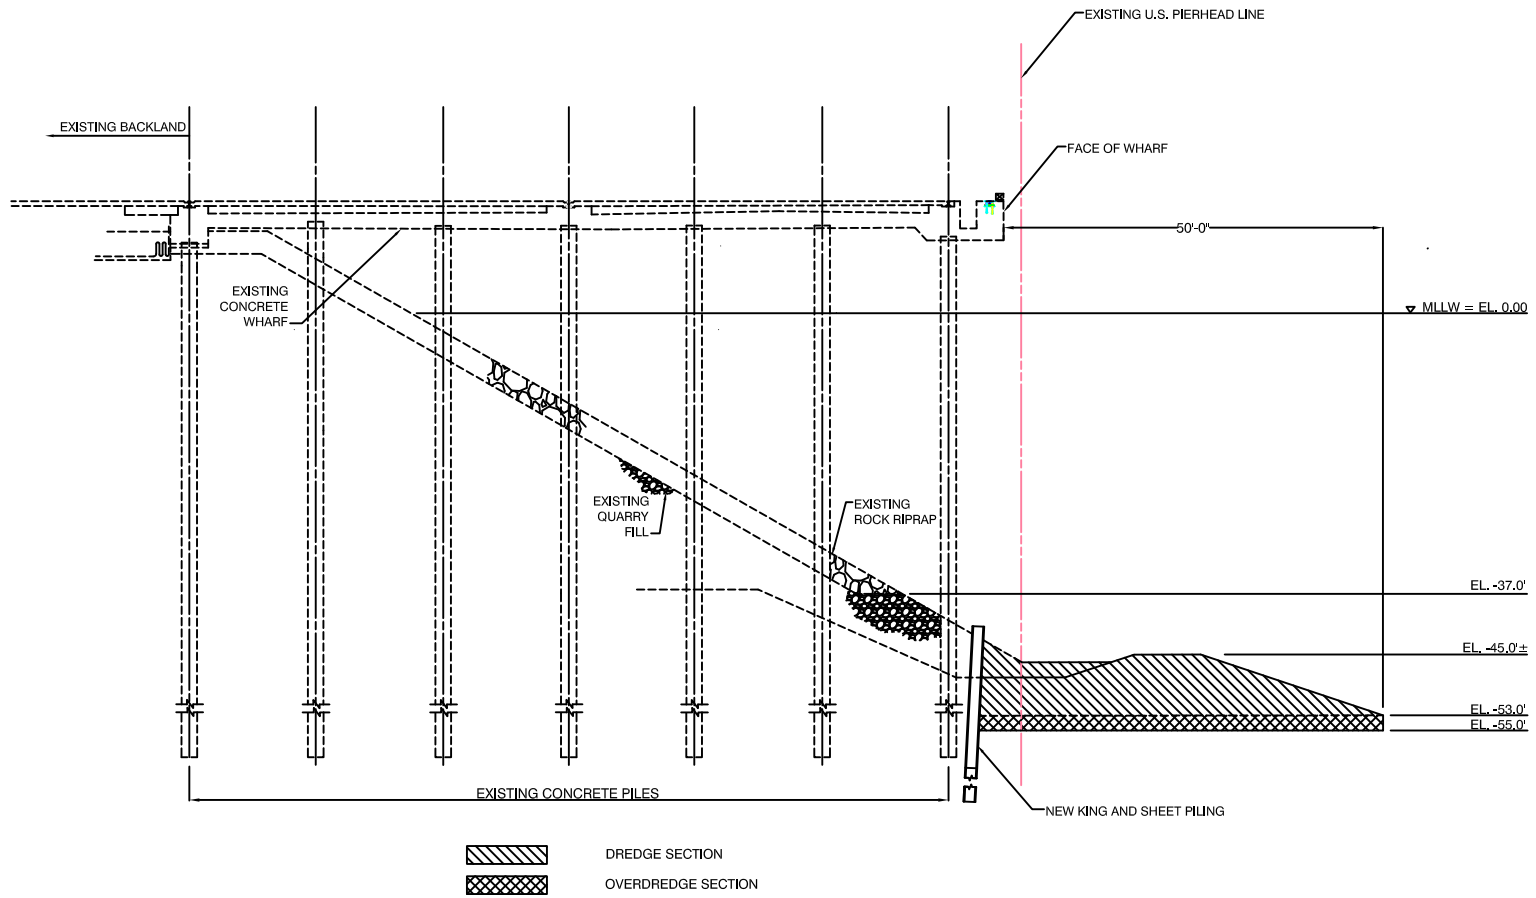 EXISTING U.S. PIERHEAD LINE
EXISTING BACKLAND
FACE OF WHARF
50'-0"
EXISTING
CONCRETE
WHARF
MLLW = EL. 0.00
EXISTING
QUARRY
FILL
EXISTING
ROCK RIPRAP
EL. -37.0'
EL. -45.0'±
EL. -53.0'
EL. -55.0'
EXISTING CONCRETE PILES
NEW KING AND SHEET PILING
DREDGE SECTION
OVERDREDGE SECTION